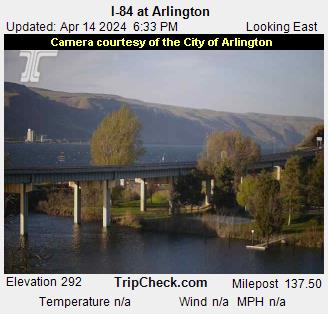 I-84 at Arlington
Updated: Apr 14 2024 6:33 PM Looking East
Camera courtesy of the City of Arlington
Elevation 292 TripCheck.com Milepost 137.50
Temperature n/a Wind n/a MPH n/a